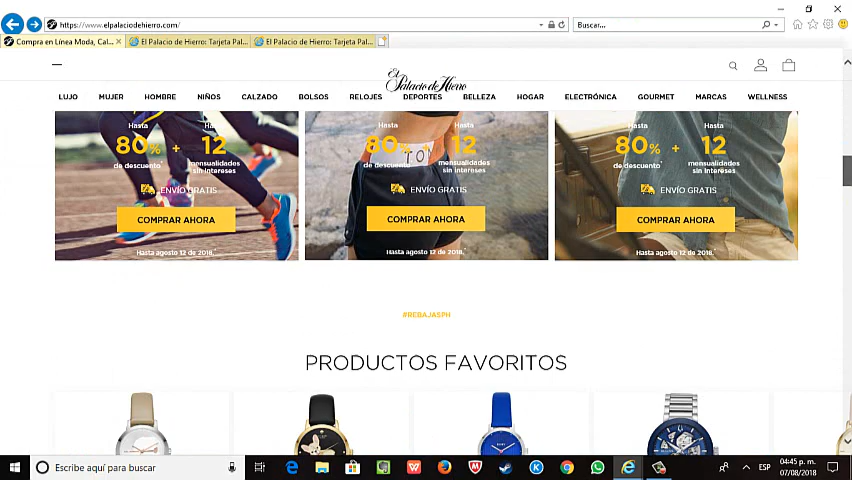 https://www.elpalaciodehierro.com/
Buscar...
Compra en Línea Moda, Cal...
El Palacio de Hierro: Tarjeta Pal...
El Palacio de Hierro: Tarjeta Pal...
El Palacio de Hierro
LUJO MUJER HOMBRE NIÑOS CALZADO BOLSOS RELOJES DEPORTES BELLEZA HOGAR ELECTRÓNICA GOURMET MARCAS WELLNESS
Hasta Hasta
80% + 12
de descuento* mensualidades
sin intereses
ENVÍO GRATIS
COMPRAR AHORA
Hasta agosto 12 de 2018.*
Hasta Hasta
80% + 12
de descuento* mensualidades
sin intereses
ENVÍO GRATIS
COMPRAR AHORA
Hasta agosto 12 de 2018.*
Hasta Hasta
80% + 12
de descuento* mensualidades
sin intereses
ENVÍO GRATIS
COMPRAR AHORA
Hasta agosto 12 de 2018.*
#REBAJASPH
PRODUCTOS FAVORITOS
Escribe aquí para buscar
ESP
04:45 p. m.
07/08/2018